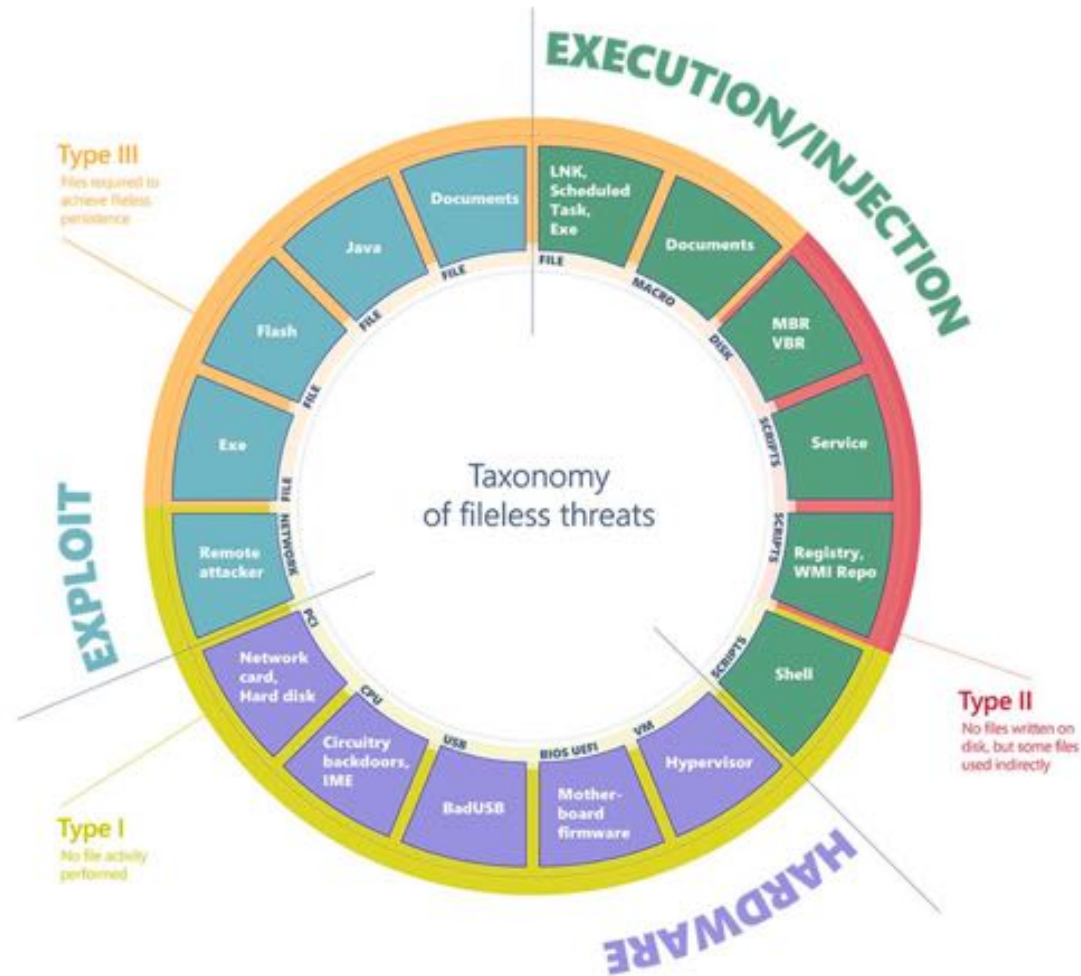 EXECUTION/INJECTION
Type III
Files required to
achieve fileless
persistence
Documents
LNK,
Scheduled
Task,
Exe
Java
Documents
FILE
FILE
MACRO
FILE
DISK
Flash
MBR
VBR
FILE
SCRIPTS
Exe
Service
Taxonomy
of fileless threats
FILE
SCRIPTS
EXPLOIT
NETWORK
Remote
attacker
Registry,
WMI Repo
PCI
SCRIPTS
Network
card,
Hard disk
Shell
CPU
USB
BIOS UEFI
VM
Circuitry
backdoors,
IME
BadUSB
Mother-
board
firmware
Hypervisor
Type II
No files written on
disk, but some files
used indirectly
Type I
No file activity
performed
HARDWARE